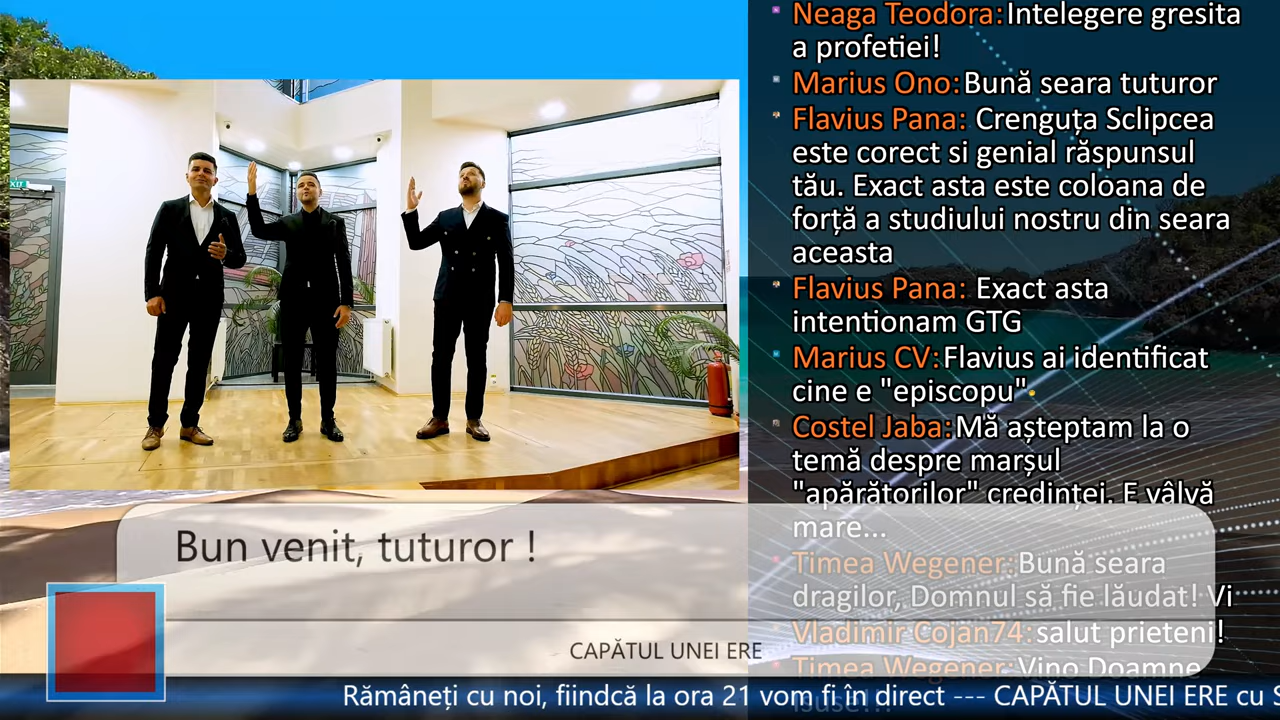 Neaga Teodora: Intelegere gresita
a profetiei!
Marius Ono: Bună seara tuturor
Flavius Pana: Crenguța Sclipcea
este corect si genial răspunsul
tău. Exact asta este coloana de
forță a studiului nostru din seara
aceasta
Flavius Pana: Exact asta
intentionam GTG
Marius CV: Flavius ai identificat
cine e "episcopu"
Costel Jaba: Mă așteptam la o
temă despre marșul
"apărătorilor" credinței. E vâlvă
mare...
Timea Wegener: Bună seara
dragilor, Domnul să fie lăudat! Vi
Vladimir Cojan74: salut prieteni!
Timea Wegener: Vino Doamne
Isuse!!!
EXIT
Bun venit, tuturor !
CAPĂTUL UNEI ERE
Rămâneți cu noi, fiindcă la ora 21 vom fi în direct --- CAPĂTUL UNEI ERE cu S